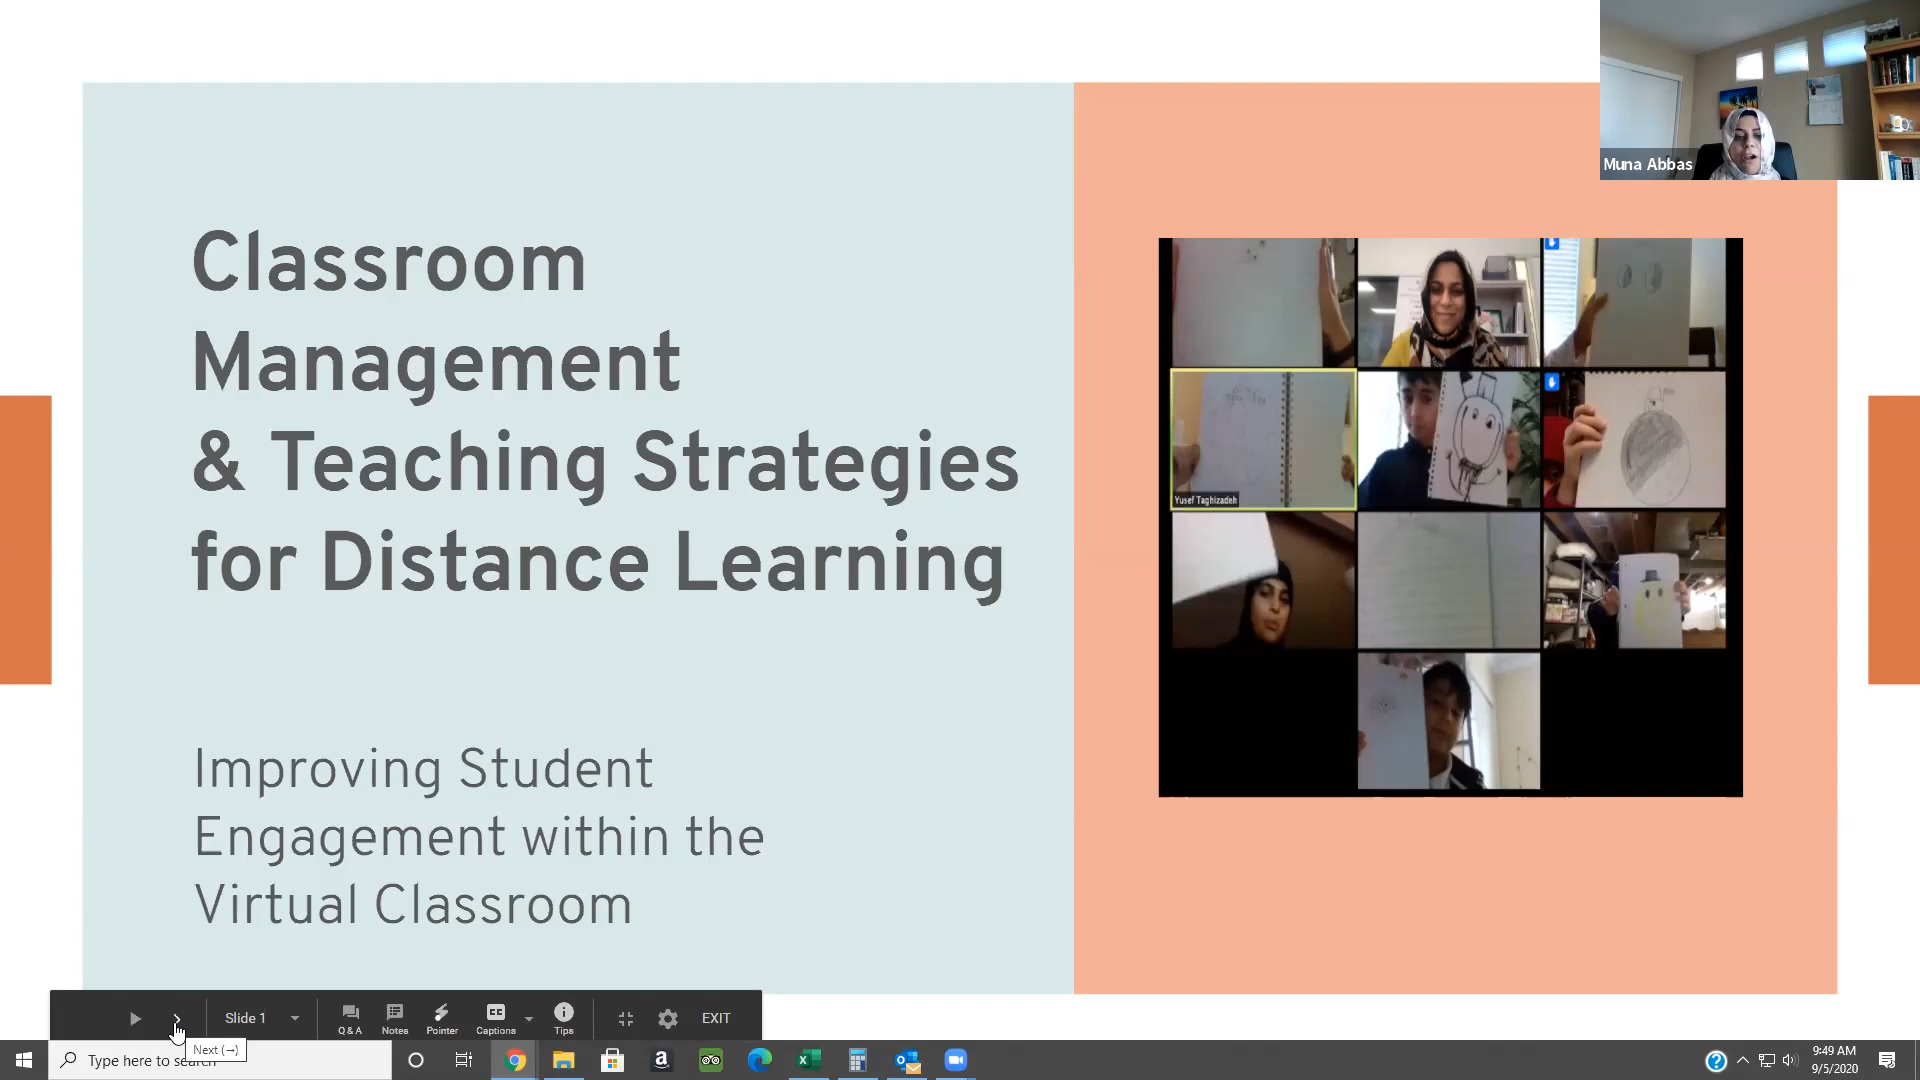 Muna Abbas
Classroom
Management
& Teaching Strategies
for Distance Learning
Yusef Taghizadeh
Improving Student
Engagement within the
Virtual Classroom
Slide 1
Q & A
Notes
Pointer
CC
Captions
Tips
EXIT
Next (→)
Type here to search
9:49 AM
9/5/2020